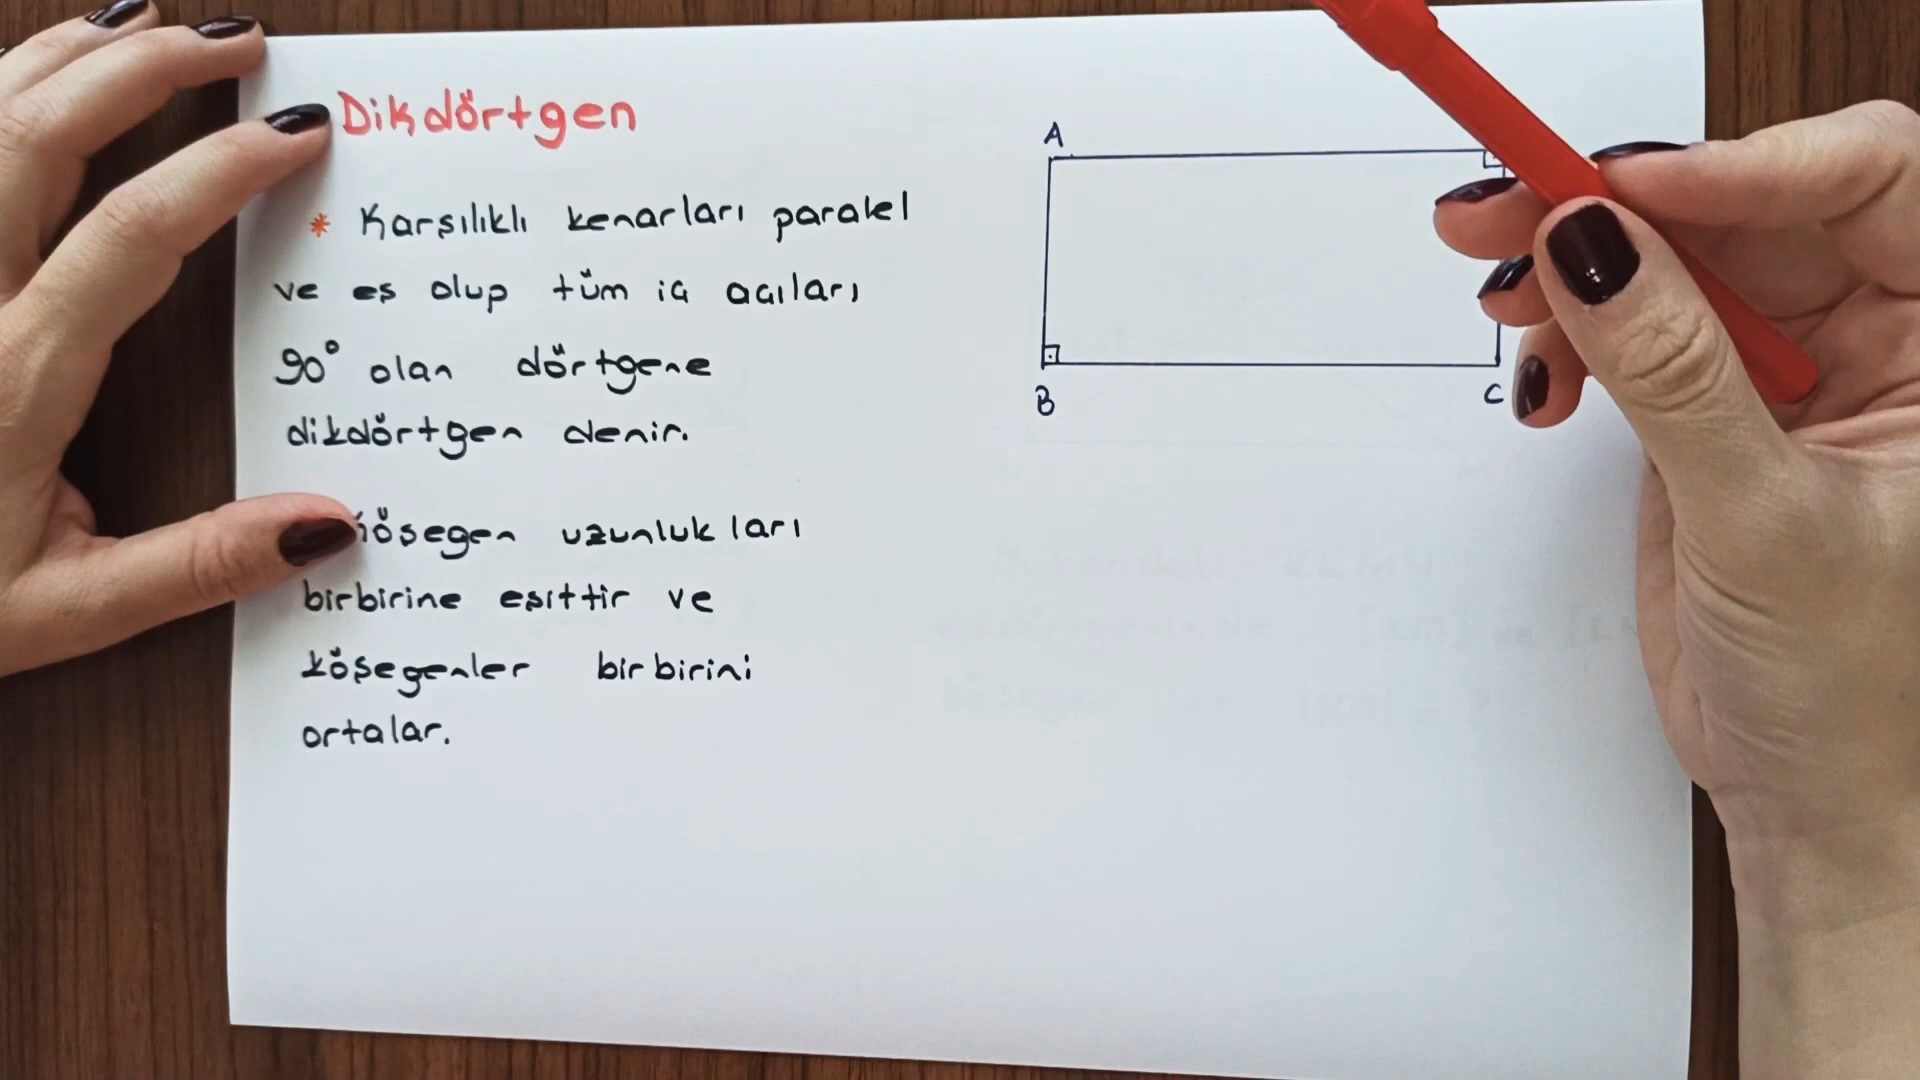 Dikdörtgen
* Karşılıklı kenarları paralel
ve eş olup tüm iç açıları
90° olan dörtgene
dikdörtgen denir.
uzunlukları
birbirine eşittir ve
köşegenler birbirini
ortalar.
A
B
C